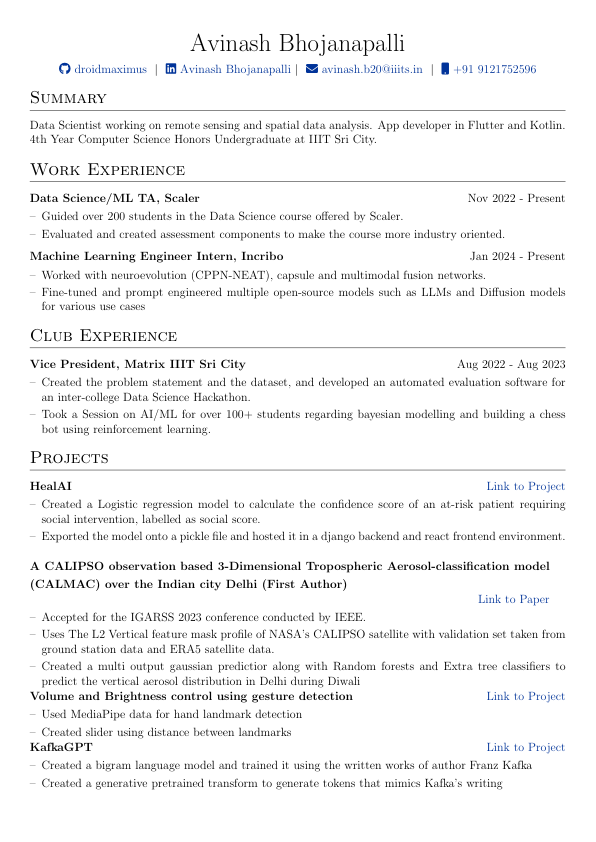 Avinash Bhojanapalli
droidmaximus | Avinash Bhojanapalli | avinash.b20@iiits.in | +91 9121752596
Summary
Data Scientist working on remote sensing and spatial data analysis. App developer in Flutter and Kotlin.
4th Year Computer Science Honors Undergraduate at IIIT Sri City.
Work Experience
Data Science/ML TA, Scaler Nov 2022 - Present
– Guided over 200 students in the Data Science course offered by Scaler.
– Evaluated and created assessment components to make the course more industry oriented.
Machine Learning Engineer Intern, Incribo Jan 2024 - Present
– Worked with neuroevolution (CPPN-NEAT), capsule and multimodal fusion networks.
– Fine-tuned and prompt engineered multiple open-source models such as LLMs and Diffusion models
for various use cases
Club Experience
Vice President, Matrix IIIT Sri City Aug 2022 - Aug 2023
– Created the problem statement and the dataset, and developed an automated evaluation software for
an inter-college Data Science Hackathon.
– Took a Session on AI/ML for over 100+ students regarding bayesian modelling and building a chess
bot using reinforcement learning.
Projects
HealAI Link to Project
– Created a Logistic regression model to calculate the confidence score of an at-risk patient requiring
social intervention, labelled as social score.
– Exported the model onto a pickle file and hosted it in a django backend and react frontend environment.
A CALIPSO observation based 3-Dimensional Tropospheric Aerosol-classification model
(CALMAC) over the Indian city Delhi (First Author)
Link to Paper
– Accepted for the IGARSS 2023 conference conducted by IEEE.
– Uses The L2 Vertical feature mask profile of NASA's CALIPSO satellite with validation set taken from
ground station data and ERA5 satellite data.
– Created a multi output gaussian predictior along with Random forests and Extra tree classifiers to
predict the vertical aerosol distribution in Delhi during Diwali
Volume and Brightness control using gesture detection Link to Project
– Used MediaPipe data for hand landmark detection
– Created slider using distance between landmarks
KafkaGPT Link to Project
– Created a bigram language model and trained it using the written works of author Franz Kafka
– Created a generative pretrained transform to generate tokens that mimics Kafka's writing